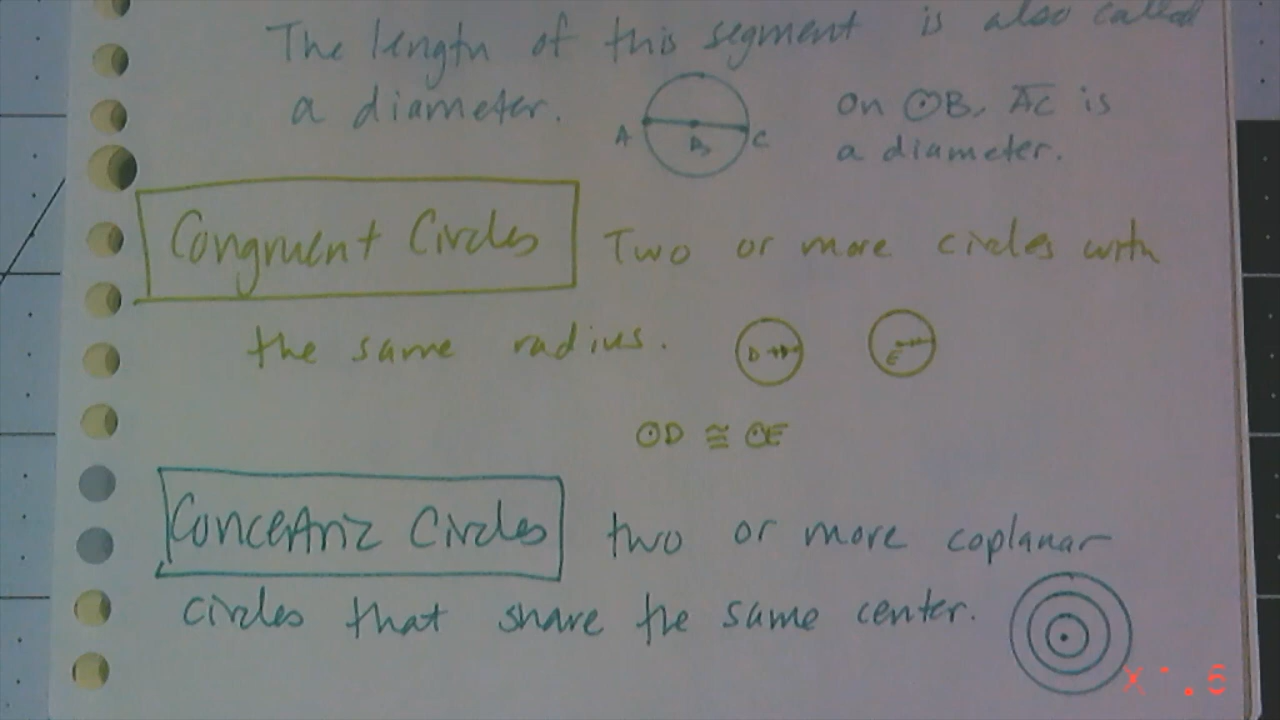 The length of this segment is also called
a diameter.
A B C
on ⊙B, A̅C̅ is
a diameter.
Congruent Circles Two or more circles with
the same radius. D E
⊙D ≅ ⊙E
Concentric Circles two or more coplanar
circles that share the same center.